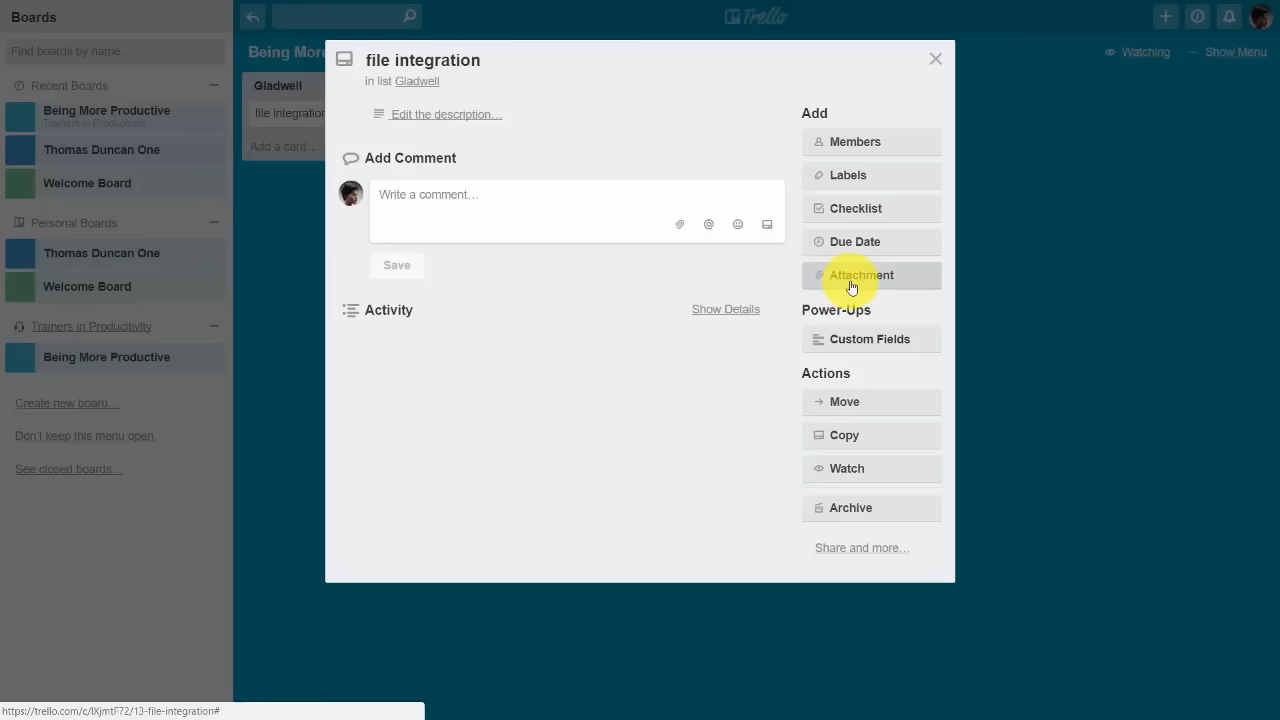 Boards
Find boards by name...
Recent Boards
Being More Productive
Trainers in Productivity
Thomas Duncan One
Welcome Board
Personal Boards
Thomas Duncan One
Welcome Board
Trainers in Producitivity
Being More Productive
Create new board...
Don't keep this menu open.
See closed boards...
Trello
Being More
Watching
Show Menu
Gladwell
file integration
Add a card...
file integration
in list Gladwell
Edit the description...
Add Comment
Write a comment...
Save
Activity
Show Details
Add
Members
Labels
Checklist
Due Date
Attachment
Power-Ups
Custom Fields
Actions
Move
Copy
Watch
Archive
Share and more...
https://trello.com/c/lXjmtF72/13-file-integration#